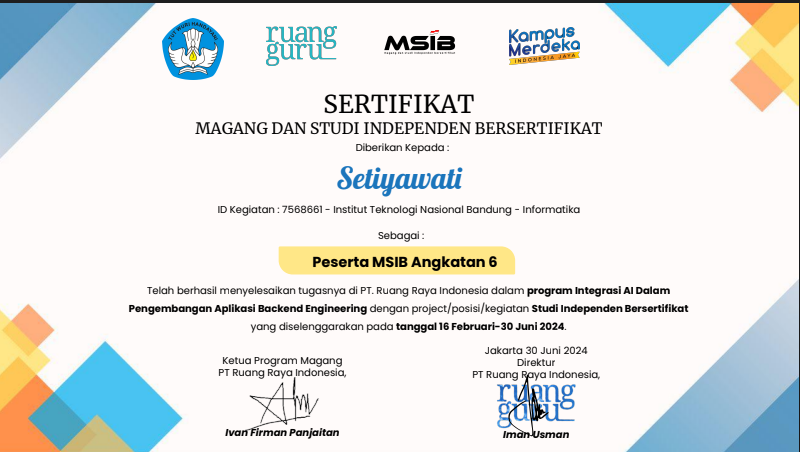 TUT WURI HANDAYANI
ruang
guru
MSIB
Kampus
Merdeka
INDONESIA JAYA
SERTIFIKAT
MAGANG DAN STUDI INDEPENDEN BERSERTIFIKAT
Diberikan Kepada :
Setiyawati
ID Kegiatan : 7568661 - Institut Teknologi Nasional Bandung - Informatika
Sebagai :
Peserta MSIB Angkatan 6
Telah berhasil menyelesaikan tugasnya di PT. Ruang Raya Indonesia dalam program Integrasi AI Dalam
Pengembangan Aplikasi Backend Engineering dengan project/posisi/kegiatan Studi Independen Bersertifikat
yang diselenggarakan pada tanggal 16 Februari-30 Juni 2024.
Ketua Program Magang
PT Ruang Raya Indonesia,
Ivan Firman Panjaitan
Jakarta 30 Juni 2024
Direktur
PT Ruang Raya Indonesia,
ruang
guru
Iman Usman